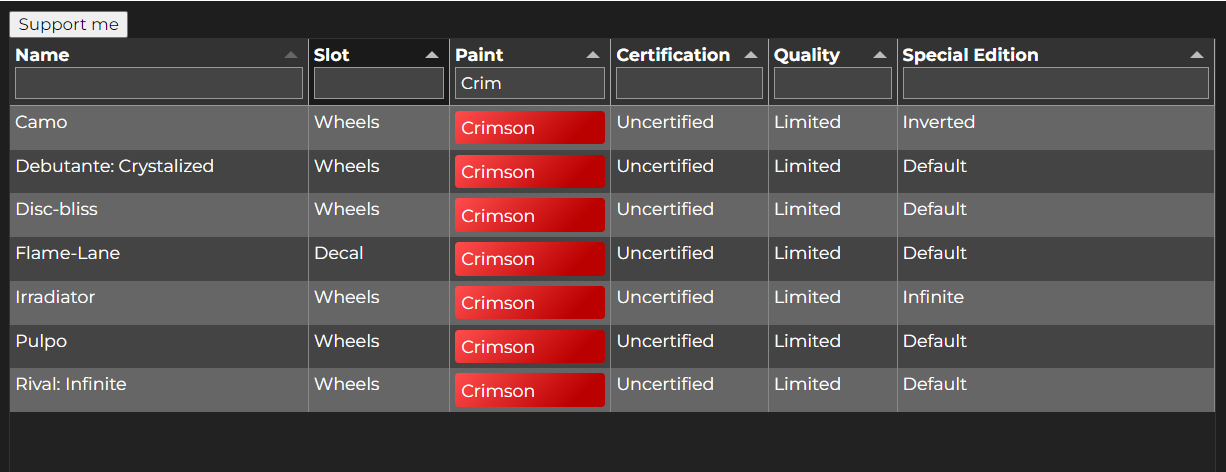 Support me
Name Slot Paint Certification Quality Special Edition
Crim
Camo Wheels Crimson Uncertified Limited Inverted
Debutante: Crystalized Wheels Crimson Uncertified Limited Default
Disc-bliss Wheels Crimson Uncertified Limited Default
Flame-Lane Decal Crimson Uncertified Limited Default
Irradiator Wheels Crimson Uncertified Limited Infinite
Pulpo Wheels Crimson Uncertified Limited Default
Rival: Infinite Wheels Crimson Uncertified Limited Default